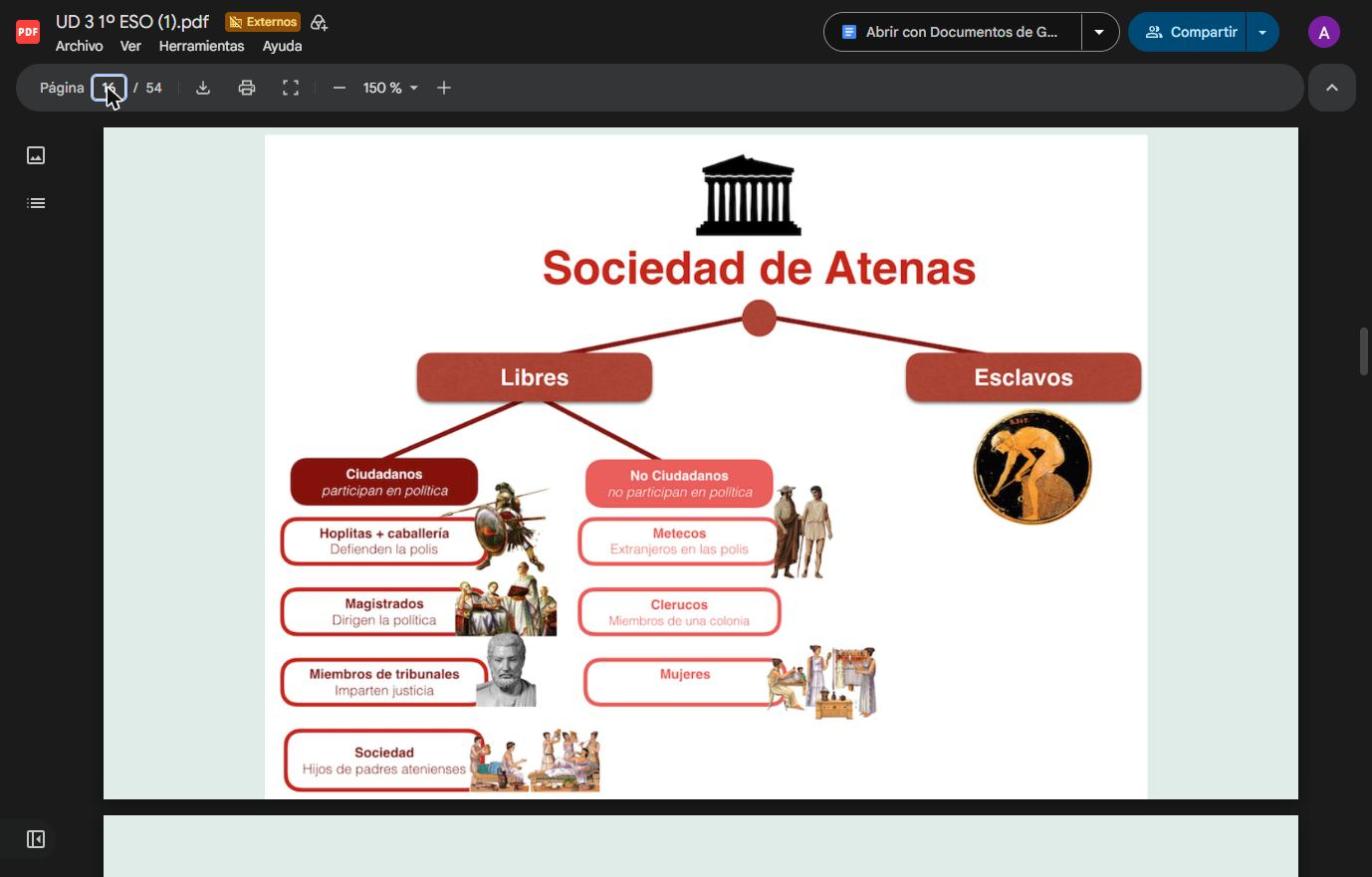 PDF
UD 3 1º ESO (1).pdf
Externos
Archivo Ver Herramientas Ayuda
Abrir con Documentos de G...
Compartir
A
Página 16 / 54
150 %
Sociedad de Atenas
Libres
Esclavos
Ciudadanos
participan en política
No Ciudadanos
no participan en política
Hoplitas + caballería
Defienden la polis
Metecos
Extranjeros en las polis
Magistrados
Dirigen la política
Clerucos
Miembros de una colonia
Miembros de tribunales
Imparten justicia
Mujeres
Sociedad
Hijos de padres atenienses